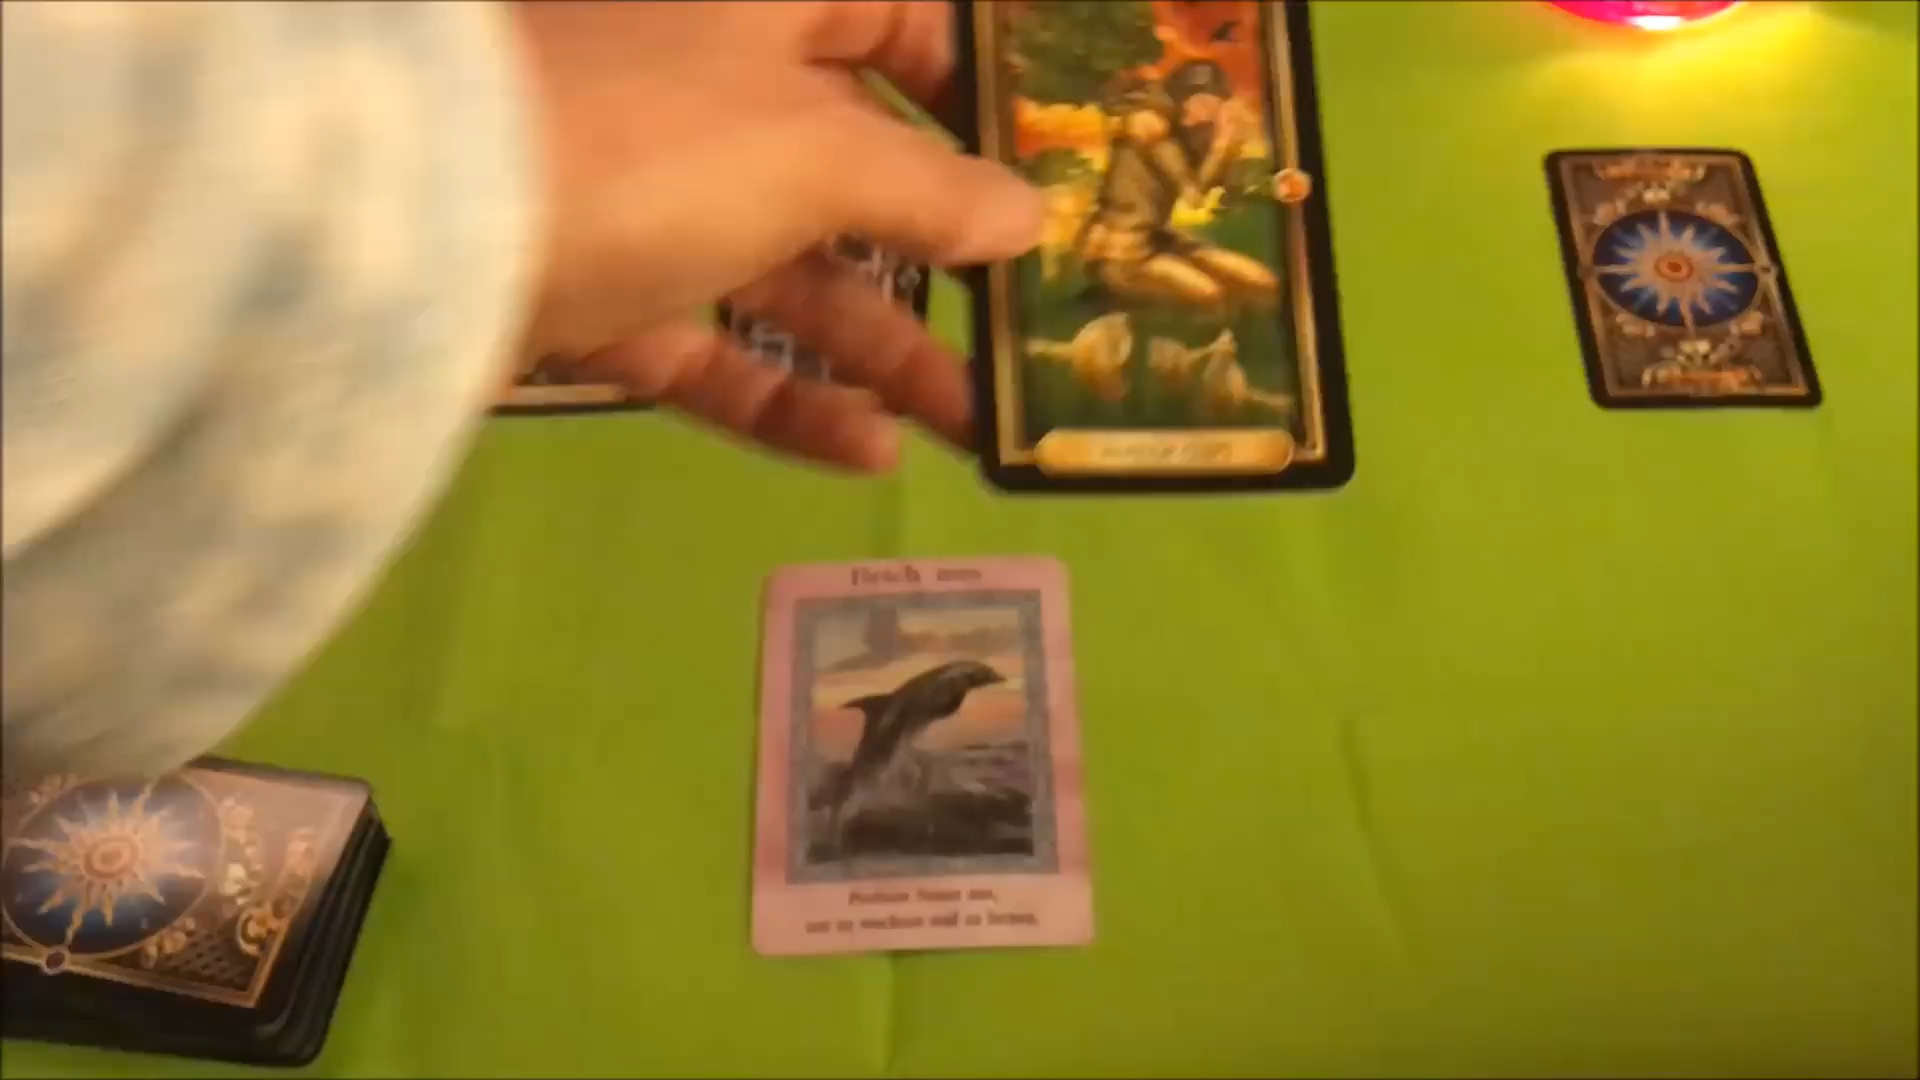 Brich aus
Probiere Neues aus,
um zu wachsen und zu lernen.